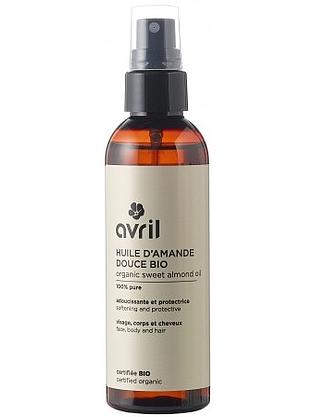 avril
HUILE D'AMANDE
DOUCE BIO
organic sweet almond oil
100% pure
adoucissante et protectrice
softening and protective
visage, corps et cheveux
face, body and hair
certifiée BIO
certified organic